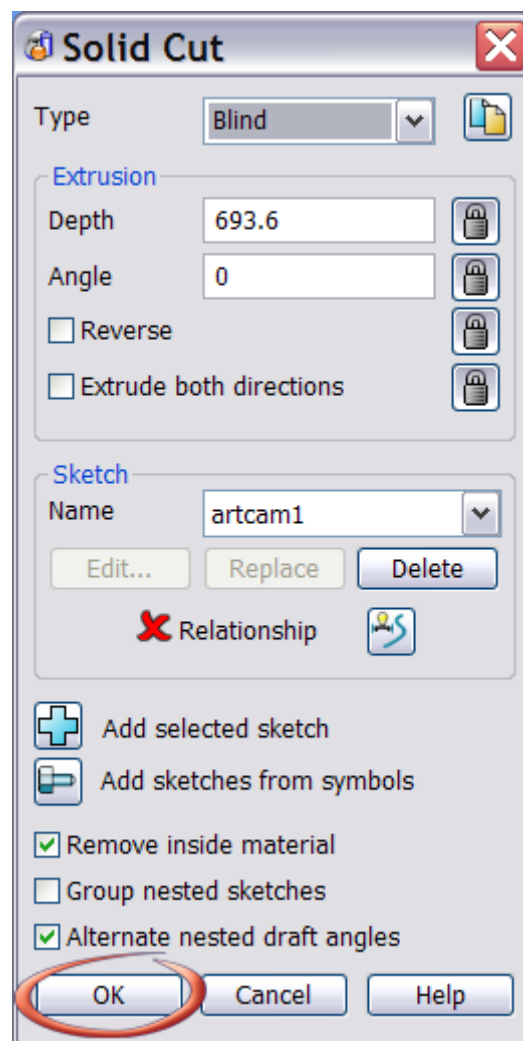 Solid Cut
Type Blind
Extrusion
Depth 693.6
Angle 0
Reverse
Extrude both directions
Sketch
Name artcam1
Edit... Replace Delete
Relationship
Add selected sketch
Add sketches from symbols
Remove inside material
Group nested sketches
Alternate nested draft angles
OK Cancel Help